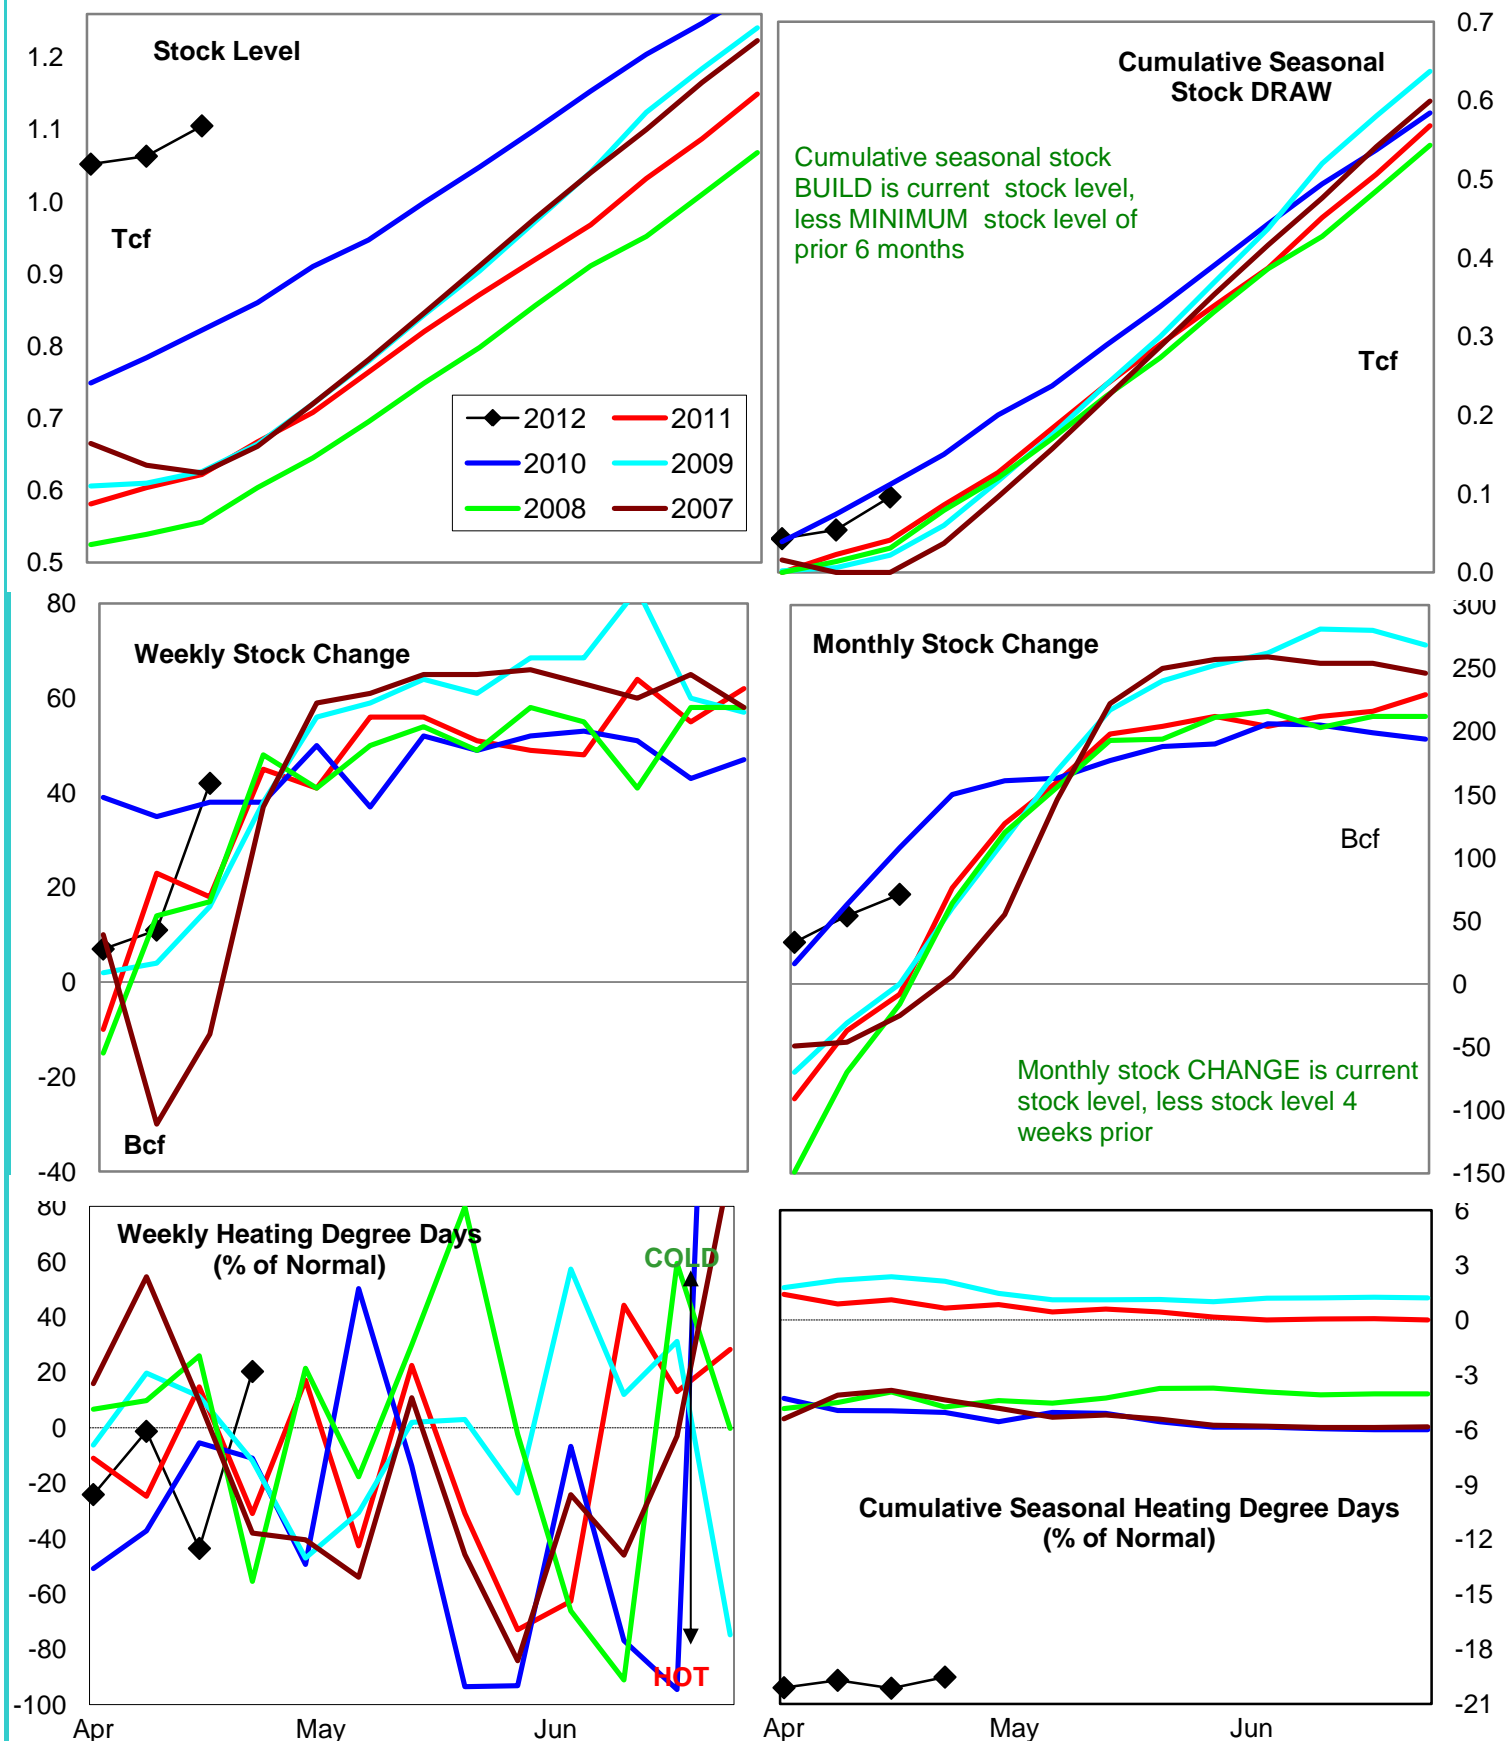 Stock Level
Tcf
1.2
1.1
1.0
0.9
0.8
0.7
0.6
0.5
2012
2011
2010
2009
2008
2007
Cumulative Seasonal
Stock DRAW
Cumulative seasonal stock
BUILD is current stock level,
less MINIMUM stock level of
prior 6 months
Tcf
0.7
0.6
0.5
0.4
0.3
0.2
0.1
0.0
Weekly Stock Change
Bcf
80
60
40
20
0
-20
-40
Monthly Stock Change
Bcf
Monthly stock CHANGE is current
stock level, less stock level 4
weeks prior
300
250
200
150
100
50
0
-50
-100
-150
Weekly Heating Degree Days
(% of Normal)
COLD
HOT
80
60
40
20
0
-20
-40
-60
-80
-100
Apr
May
Jun
Cumulative Seasonal Heating Degree Days
(% of Normal)
6
3
0
-3
-6
-9
-12
-15
-18
-21
Apr
May
Jun